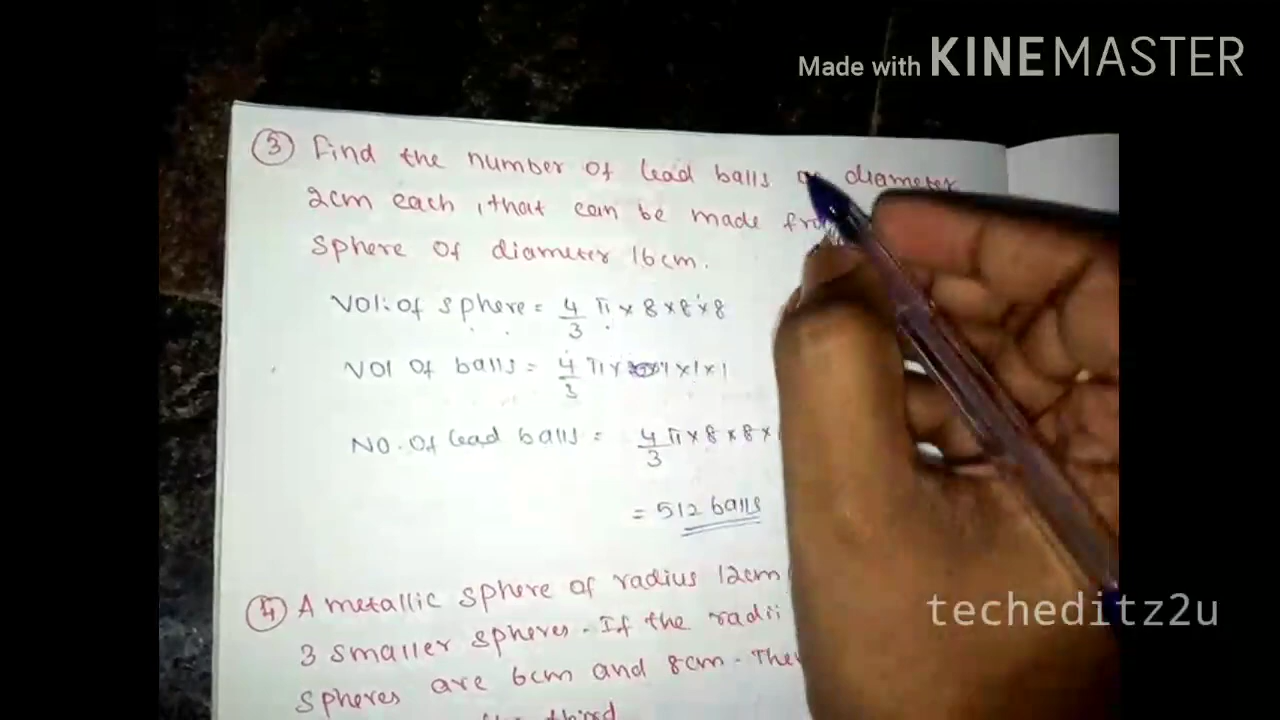 Made with KINEMASTER
③ Find the number of lead balls diameter
2cm each, that can be made
Sphere of diameter 16cm.
Vol: of sphere = 4/3 π × 8 × 8 × 8
Vol of balls = 4/3 π × 1 × 1 × 1
No. of lead balls = 4/3 π × 8 × 8 ×
= 512 balls
④ A metallic sphere of radius 12cm
3 smaller spheres. If the radii
spheres are 6cm and 8cm.
techeditz2u